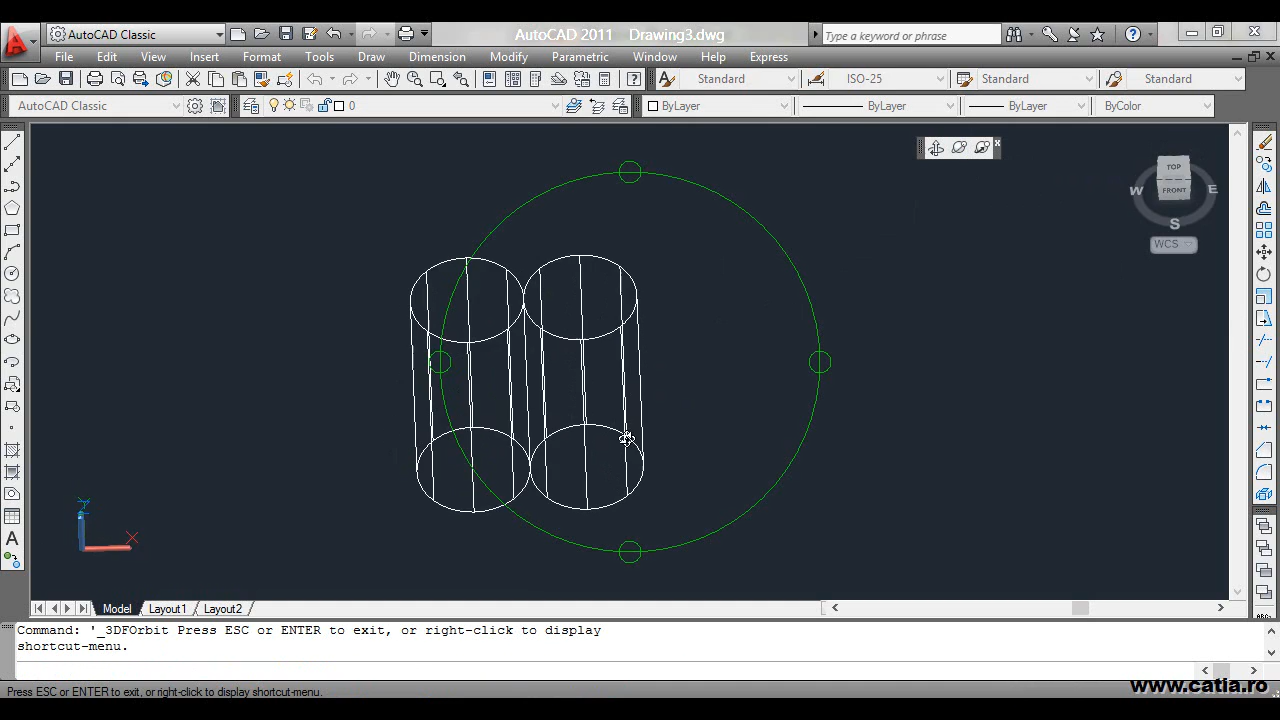 AutoCAD Classic
AutoCAD 2011 Drawing3.dwg
Type a keyword or phrase
File Edit View Insert Format Tools Draw Dimension Modify Parametric Window Help Express
Standard ISO-25 Standard Standard
AutoCAD Classic 0 ByLayer ByLayer ByLayer ByColor
TOP
W FRONT E
S
WCS
X
Model Layout1 Layout2
Command: '_3DFOrbit Press ESC or ENTER to exit, or right-click to display
shortcut-menu.
Press ESC or ENTER to exit, or right-click to display shortcut-menu.
www.catia.ro